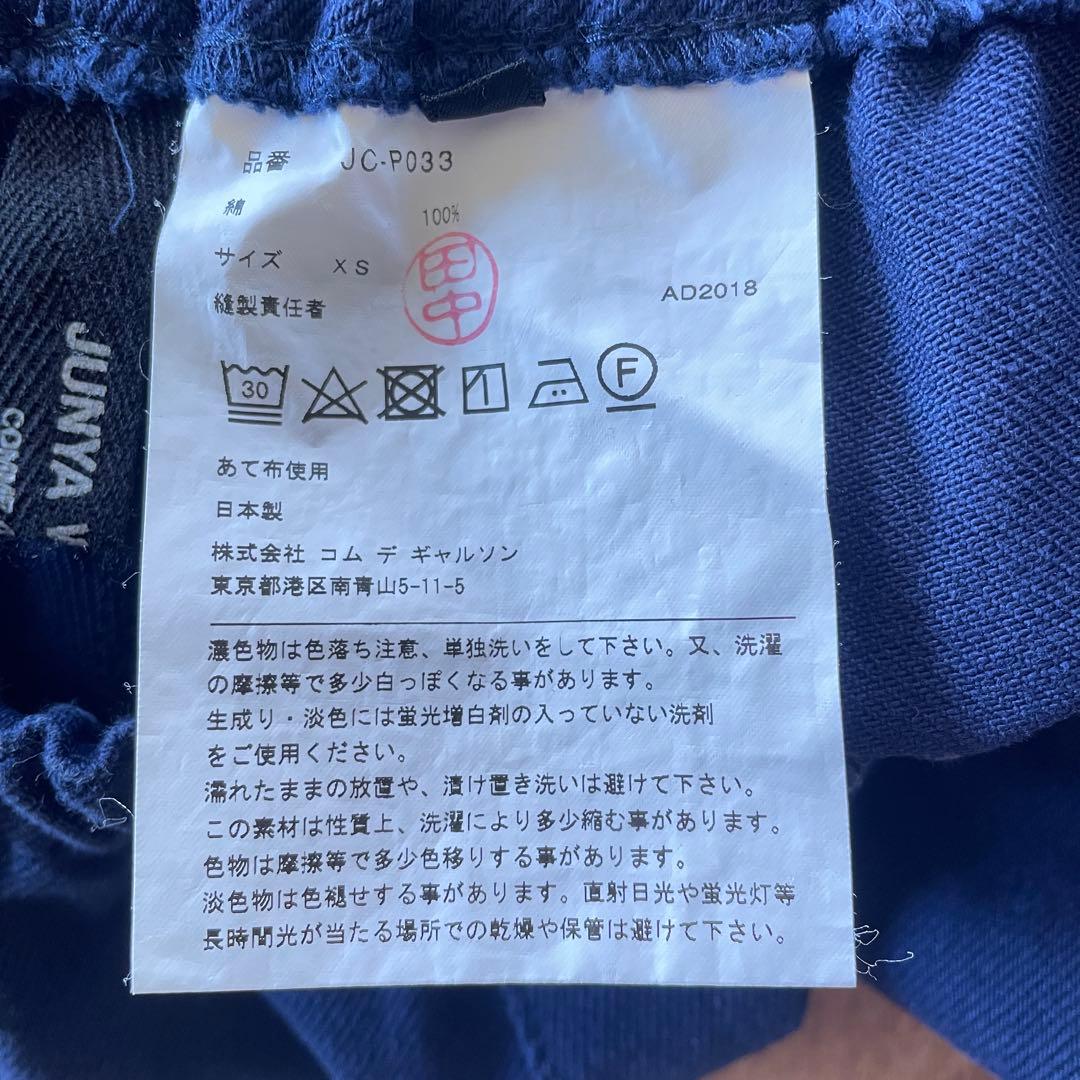 品番 JC-P033
綿 100%
サイズ XS
田中
縫製責任者
AD2018
30
F
あて布使用
日本製
株式会社 コム デ ギャルソン
東京都港区南青山5-11-5
濃色物は色落ち注意、単独洗いをして下さい。又、洗濯
の摩擦等で多少白っぽくなる事があります。
生成り・淡色には蛍光増白剤の入っていない洗剤
をご使用ください。
濡れたままの放置や、漬け置き洗いは避けて下さい。
この素材は性質上、洗濯により多少縮む事があります。
色物は摩擦等で多少色移りする事があります。
淡色物は色褪せする事があります。直射日光や蛍光灯等
長時間光が当たる場所での乾燥や保管は避けて下さい。
JUNYA